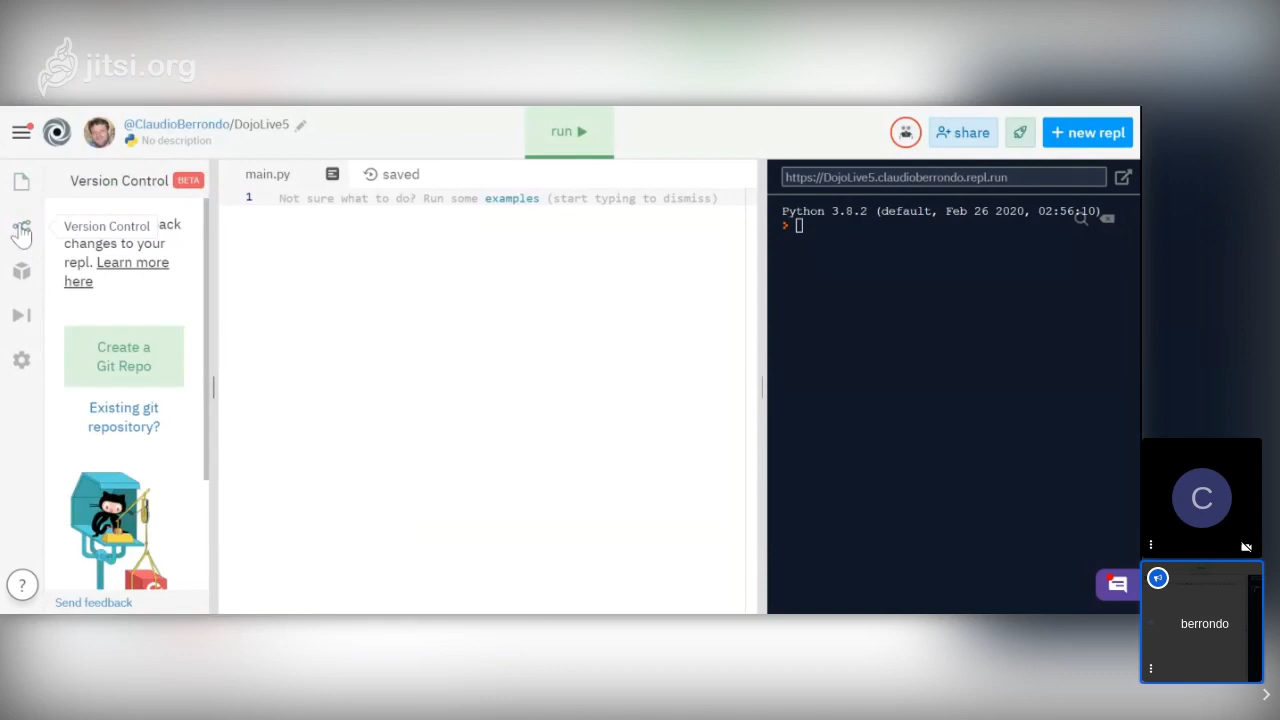 jitsi.org
@ClaudioBerrondo/DojoLive5
No description
run
share
+ new repl
Version Control BETA
Version Control
ack
changes to your
repl. Learn more
here
Create a
Git Repo
Existing git
repository?
Send feedback
?
main.py
saved
1 Not sure what to do? Run some examples (start typing to dismiss)
https://DojoLive5.claudioberrondo.repl.run
Python 3.8.2 (default, Feb 26 2020, 02:56:10)
>
C
berrondo